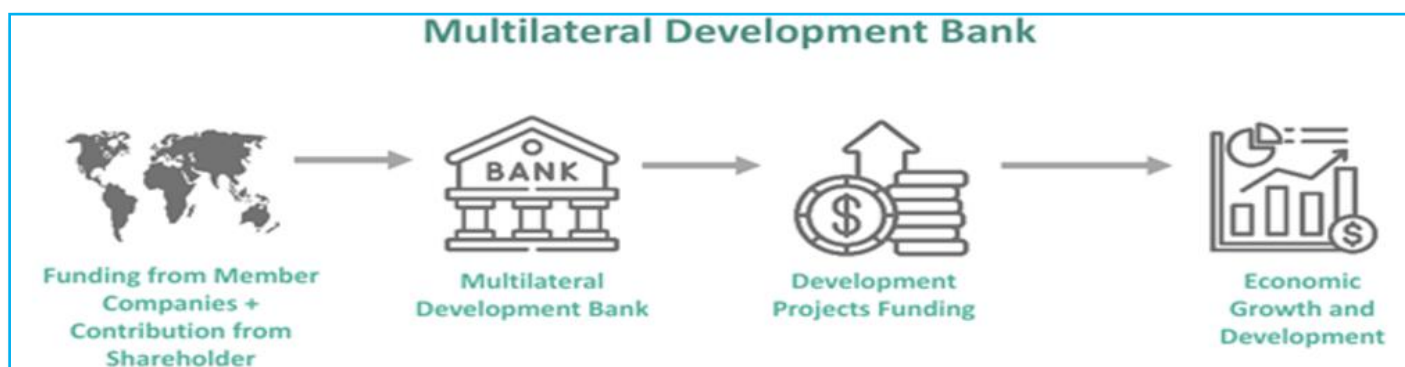 Multilateral Development Bank
BANK
$
$
Funding from Member
Companies +
Contribution from
Shareholder
Multilateral
Development Bank
Development
Projects Funding
Economic
Growth and
Development